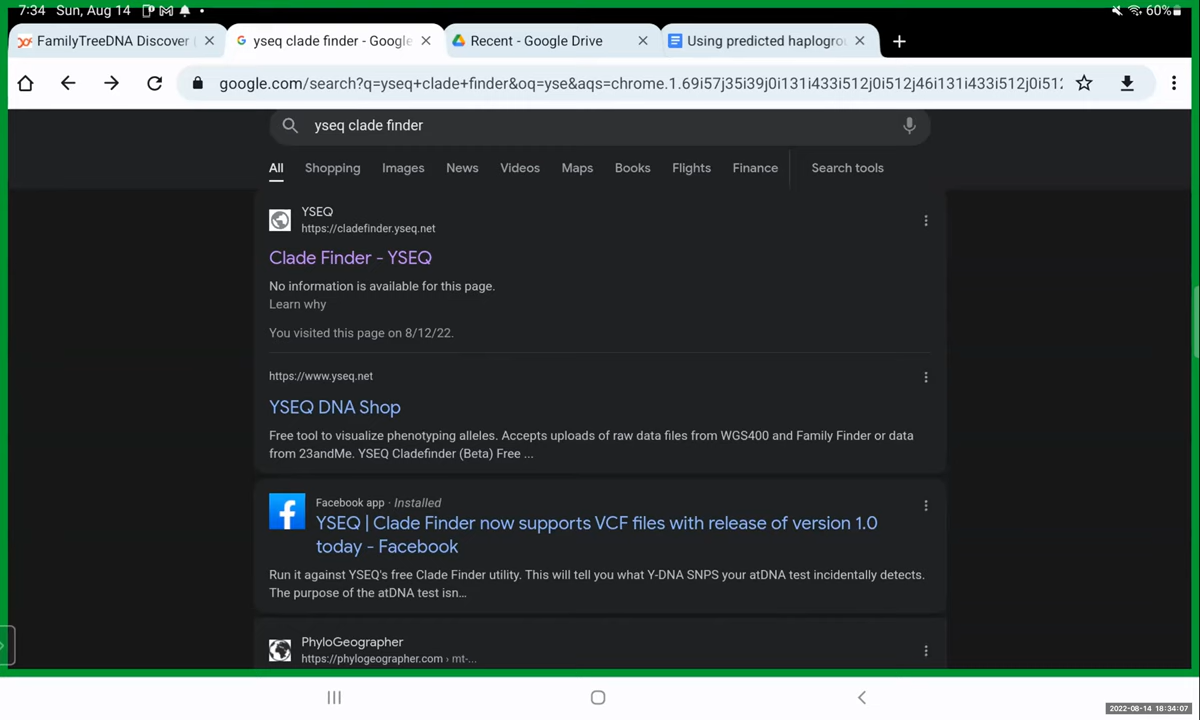 7:34 Sun, Aug 14
60%
FamilyTreeDNA Discover
yseq clade finder - Google
Recent - Google Drive
Using predicted haplogrou
google.com/search?q=yseq+clade+finder&oq=yse&aqs=chrome.1.69i57j35i39j0i131i433i512j0i512j46i131i433i512j0i512j0i51:
yseq clade finder
All Shopping Images News Videos Maps Books Flights Finance Search tools
YSEQ
https://cladefinder.yseq.net
Clade Finder - YSEQ
No information is available for this page.
Learn why
You visited this page on 8/12/22.
https://www.yseq.net
YSEQ DNA Shop
Free tool to visualize phenotyping alleles. Accepts uploads of raw data files from WGS400 and Family Finder or data
from 23andMe. YSEQ Cladefinder (Beta) Free ...
Facebook app · Installed
YSEQ | Clade Finder now supports VCF files with release of version 1.0
today - Facebook
Run it against YSEQ's free Clade Finder utility. This will tell you what Y-DNA SNPS your atDNA test incidentally detects.
The purpose of the atDNA test isn...
PhyloGeographer
https://phylogeographer.com › mt-...
2022-08-14 18:34:07